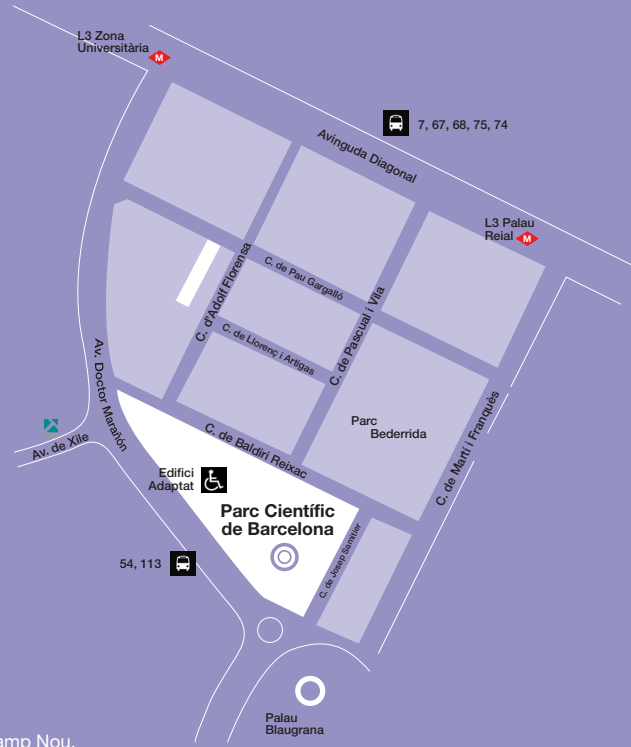 L3 Zona
Universitària
M
7, 67, 68, 75, 74
Avinguda Diagonal
L3 Palau
Reial
M
C. d'Adolf Florensa
C. de Pau Gargalló
C. de Pascual i Vila
C. de Llorenç i Artigas
Av. Doctor Marañón
C. de Martí i Franquès
Parc
Bederrida
C. de Baldiri Reixac
Av. de Xile
Edifici
Adaptat
Parc Científic
de Barcelona
C. de Josep Samitier
54, 113
Palau
Blaugrana
amp Nou.